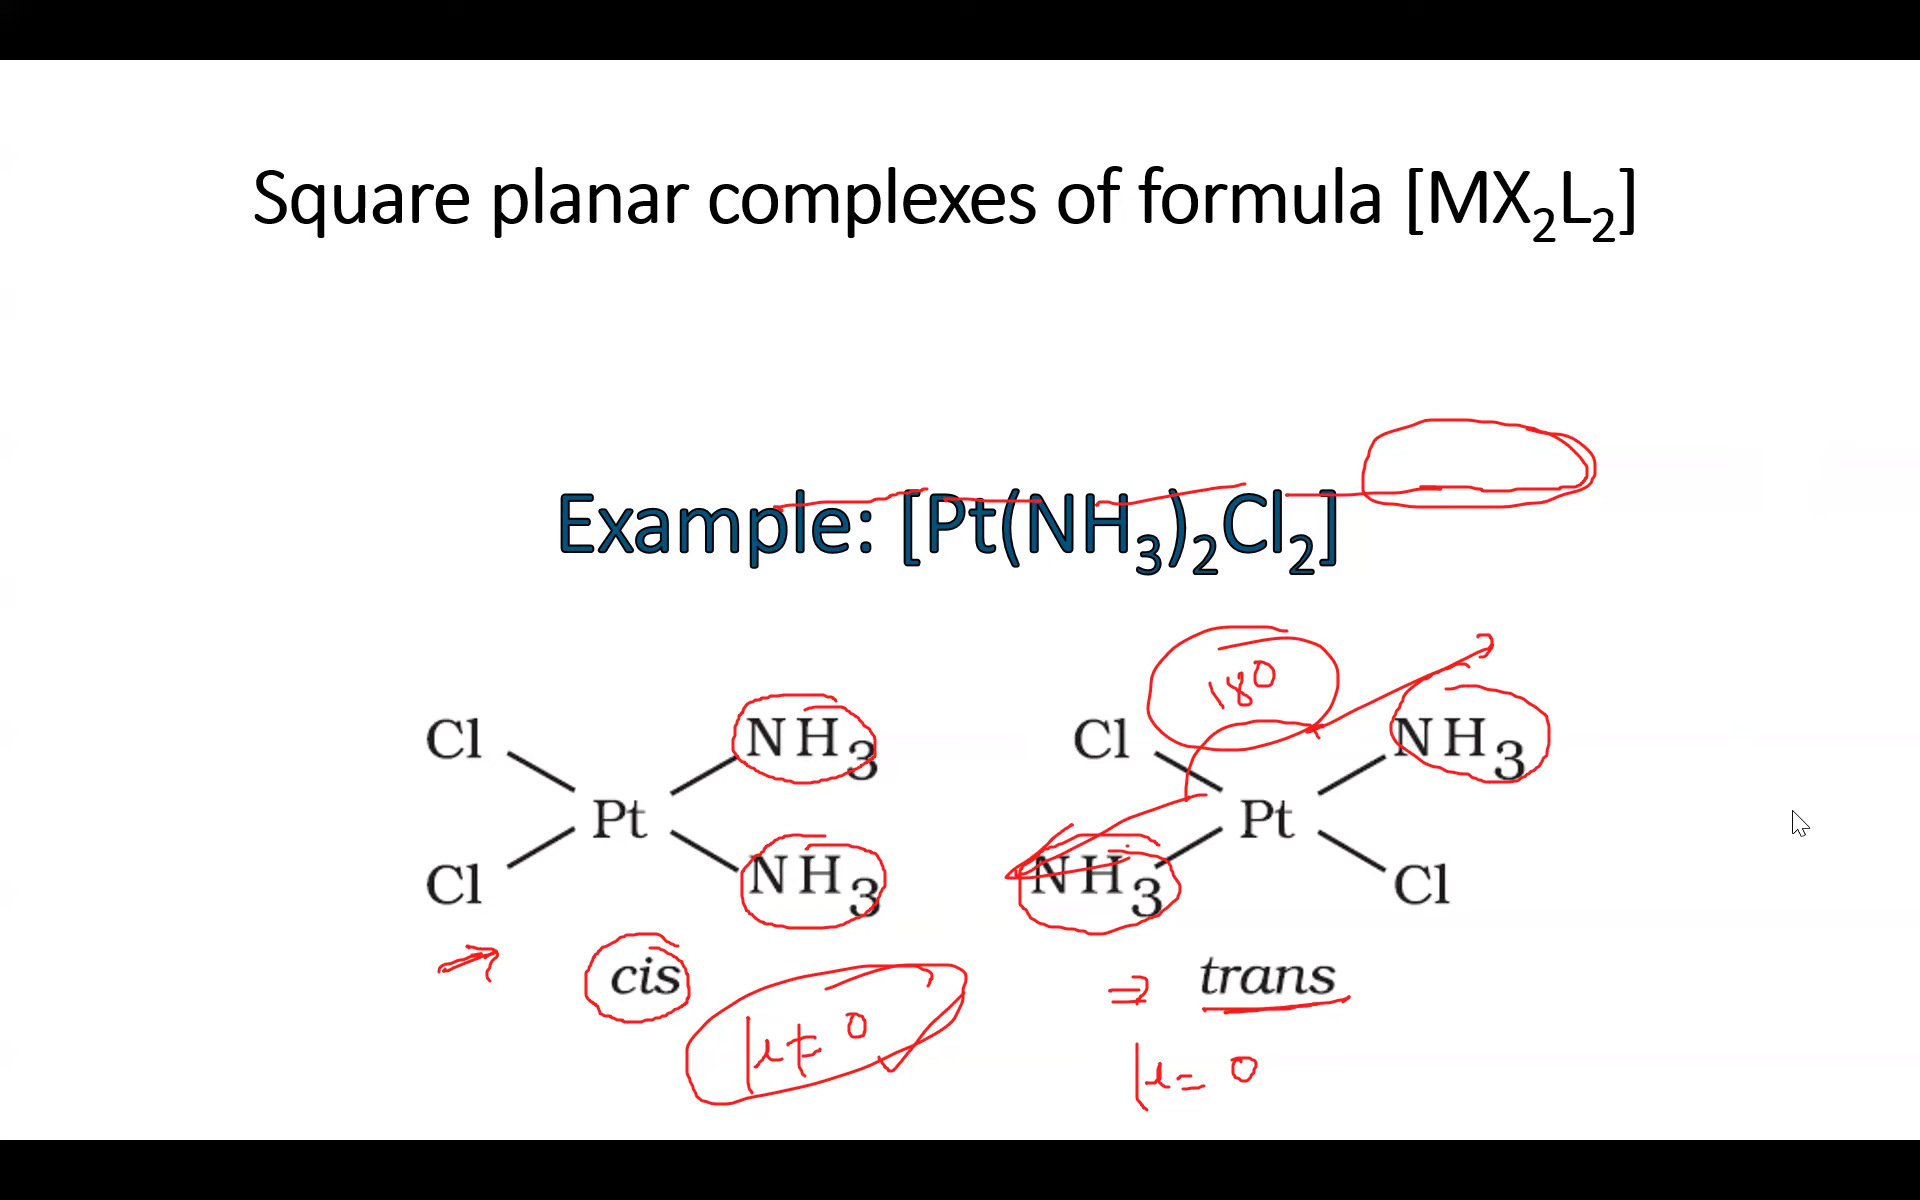 Square planar complexes of formula [MX₂L₂]
Example: [Pt(NH₃)₂Cl₂]
180
Cl NH₃ Cl NH₃
Pt Pt
Cl NH₃ NH₃ Cl
cis trans
μ ≠ 0
μ = 0